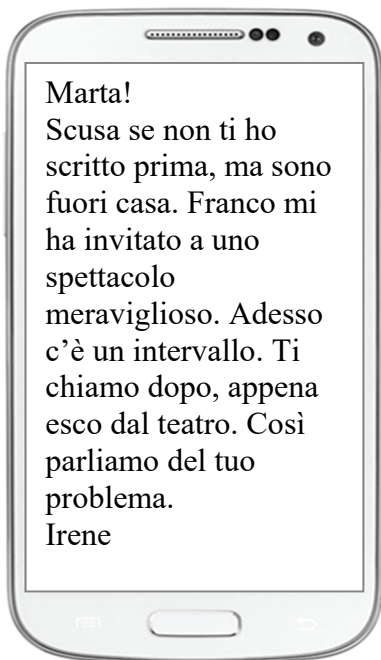 Marta!
Scusa se non ti ho
scritto prima, ma sono
fuori casa. Franco mi
ha invitato a uno
spettacolo
meraviglioso. Adesso
c’è un intervallo. Ti
chiamo dopo, appena
esco dal teatro. Così
parliamo del tuo
problema.
Irene